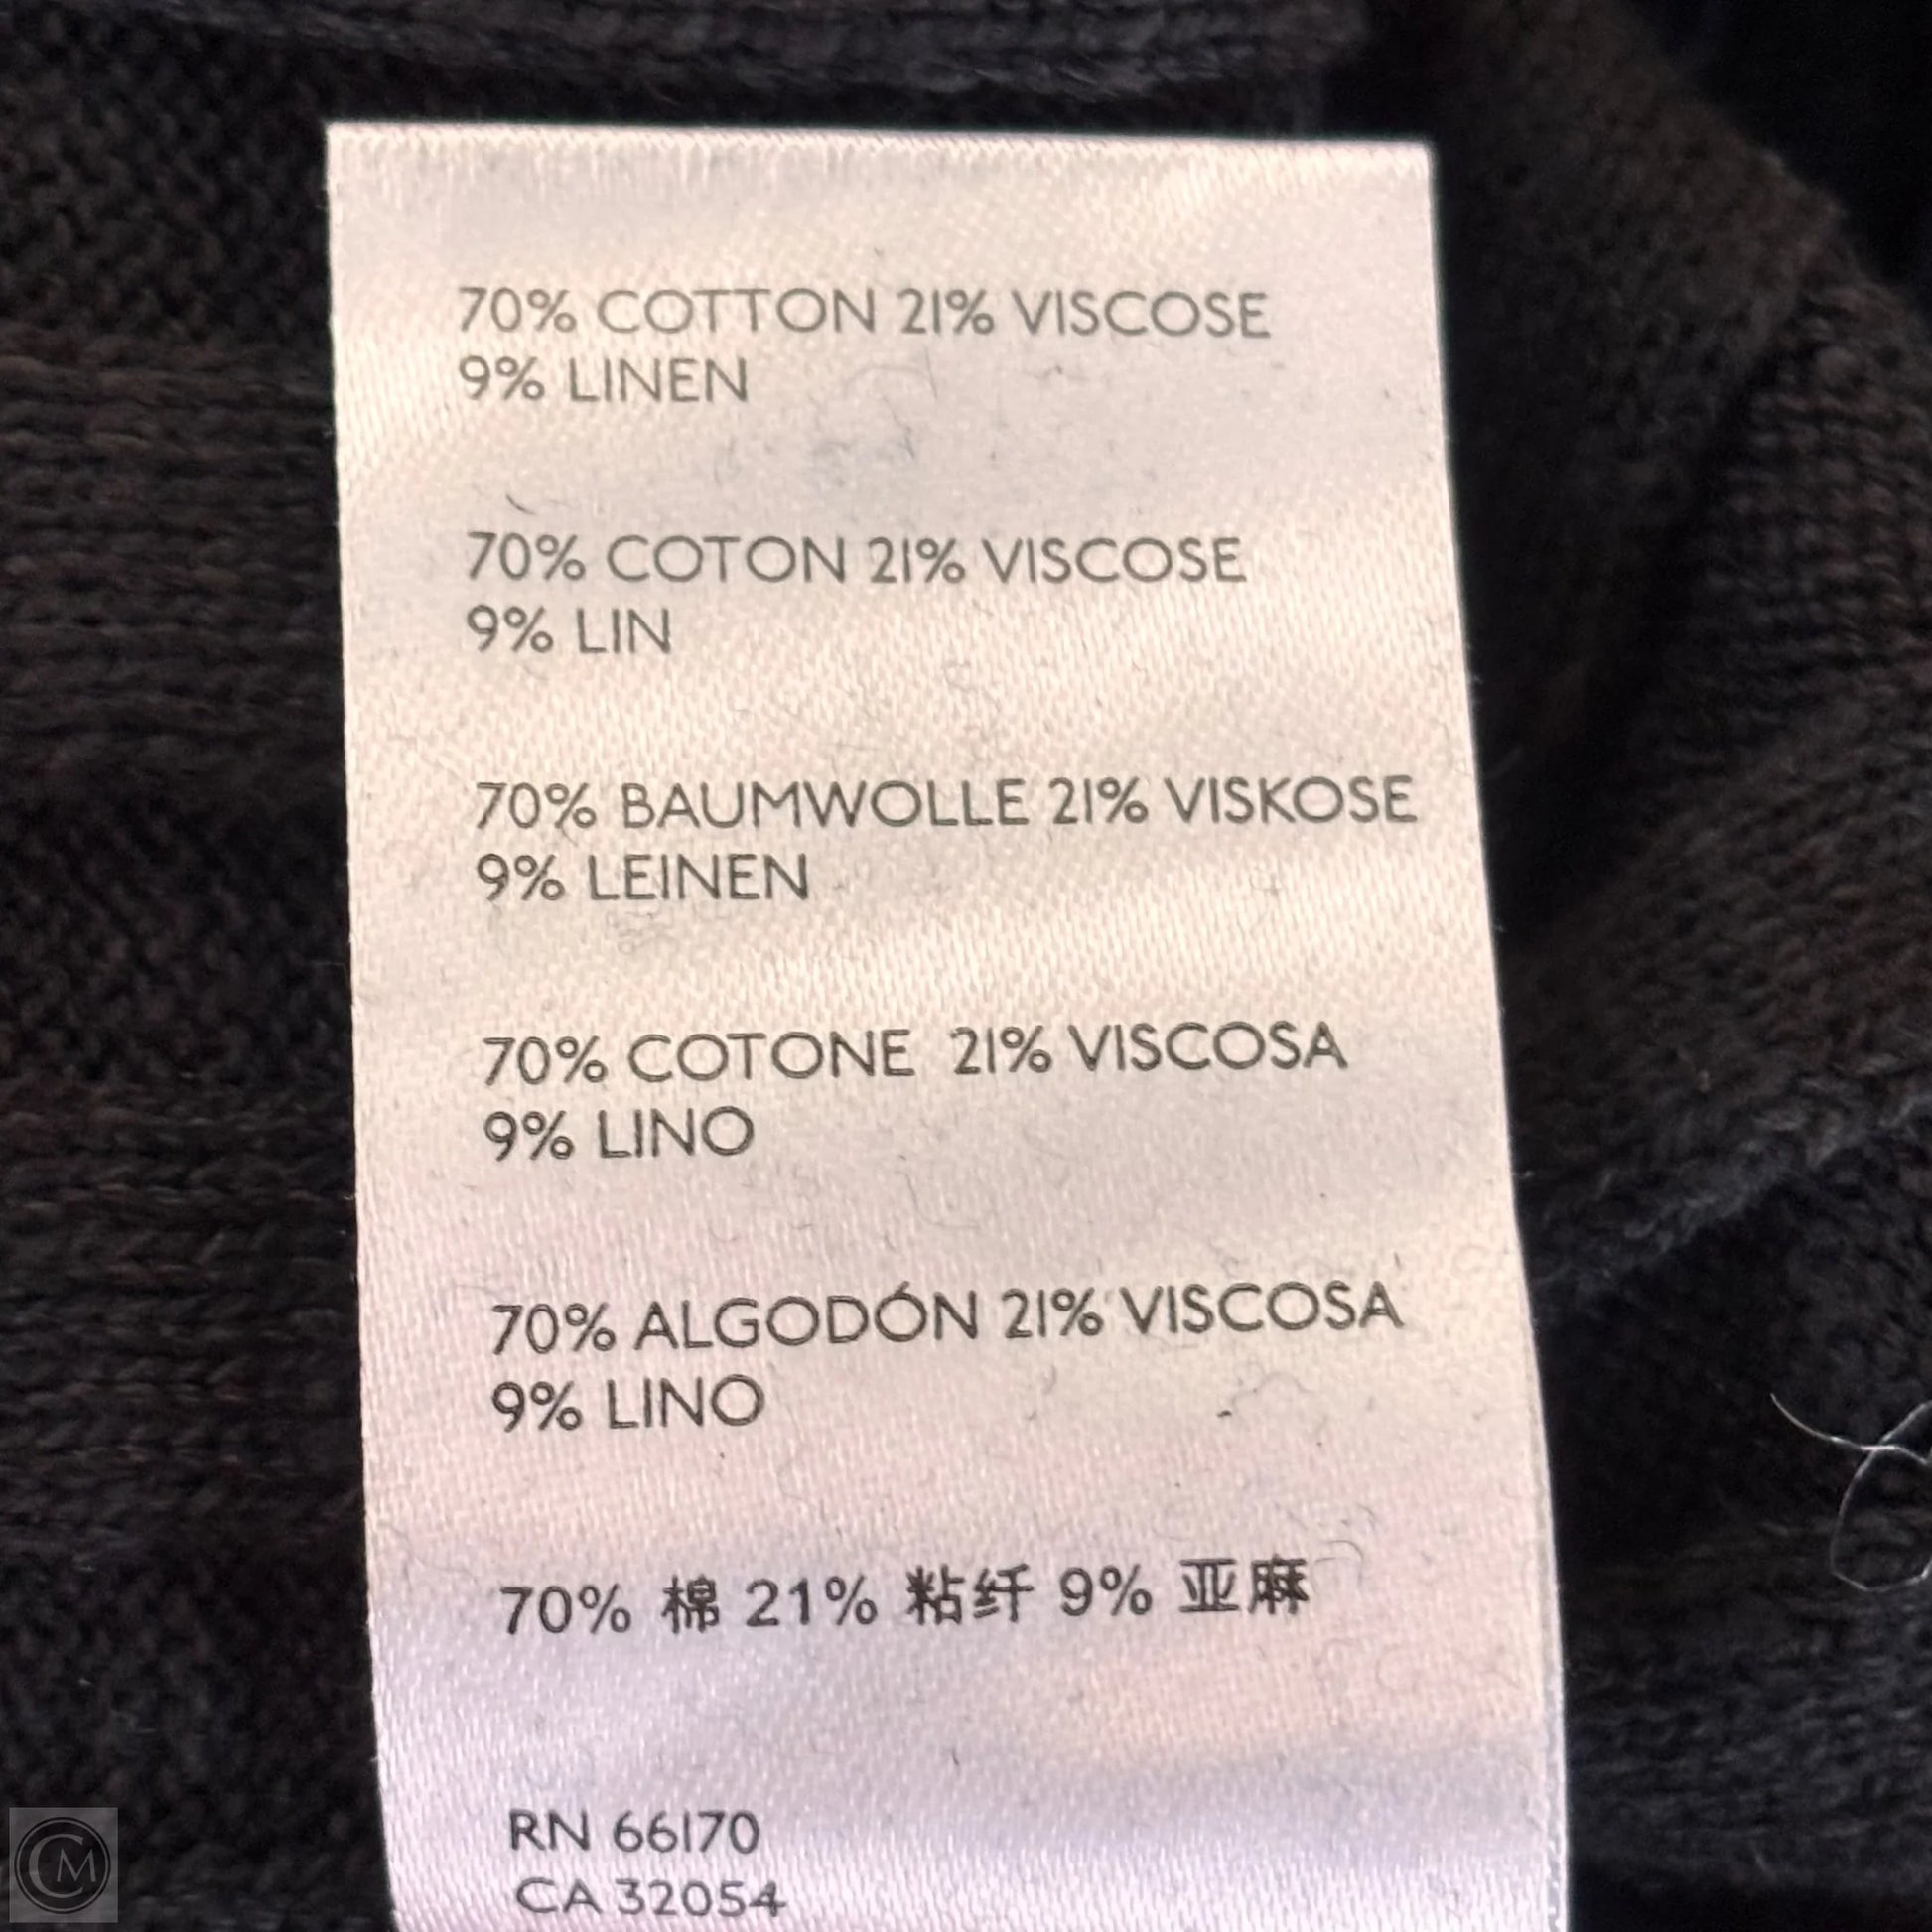 70% COTTON 21% VISCOSE
9% LINEN
70% COTON 21% VISCOSE
9% LIN
70% BAUMWOLLE 21% VISKOSE
9% LEINEN
70% COTONE 21% VISCOSA
9% LINO
70% ALGODÓN 21% VISCOSA
9% LINO
70% 棉 21% 粘纤 9% 亚麻
RN 66170
CA 32054
CM